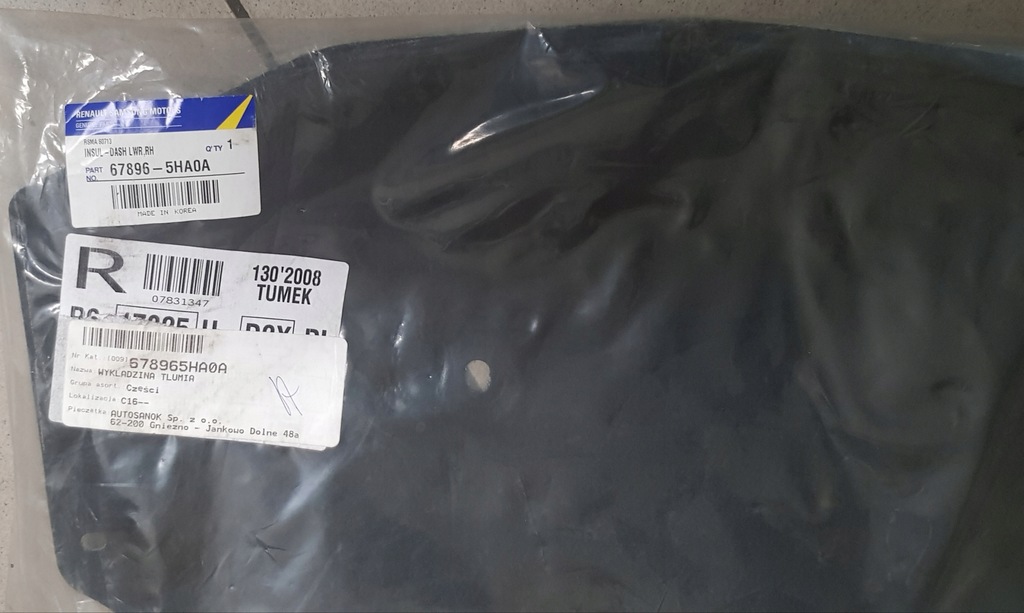 RENAULT SAMSUNG MOTORS
INSUL-DASH LWR,RH
Q'TY 1
PART NO. 67896-5HA0A
MADE IN KOREA
R
07831347
130'2008
TUMEK
Nr Kat. (009) 678965HA0A
Nazwa WYKŁADZINA TLUMIA
Grupa asort. Części
Lokalizacja C16--
Pieczątka AUTOSANOK Sp. z o.o.
62-200 Gniezno - Jankowo Dolne 48a